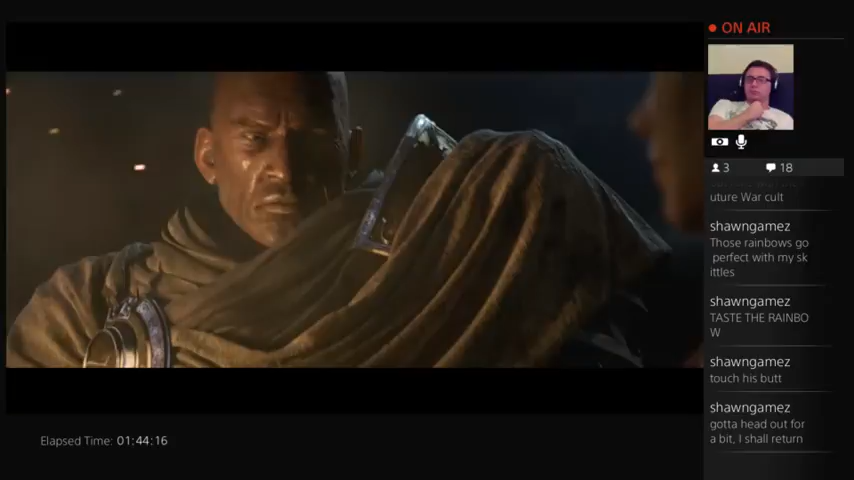 ON AIR
3
18
uture War cult
shawngamez
Those rainbows go
perfect with my sk
ittles
shawngamez
TASTE THE RAINBO
W
shawngamez
touch his butt
shawngamez
gotta head out for
a bit, I shall return
Elapsed Time: 01:44:16